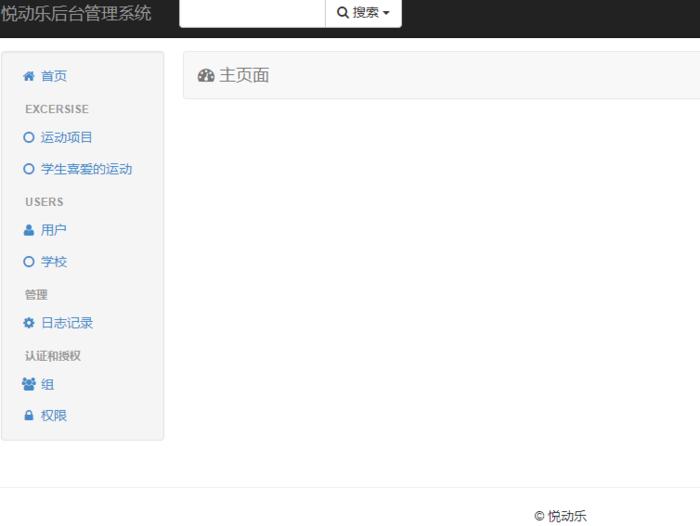 悦动乐后台管理系统
搜索
首页
主页面
EXCERSISE
运动项目
学生喜爱的运动
USERS
用户
学校
管理
日志记录
认证和授权
组
权限
© 悦动乐